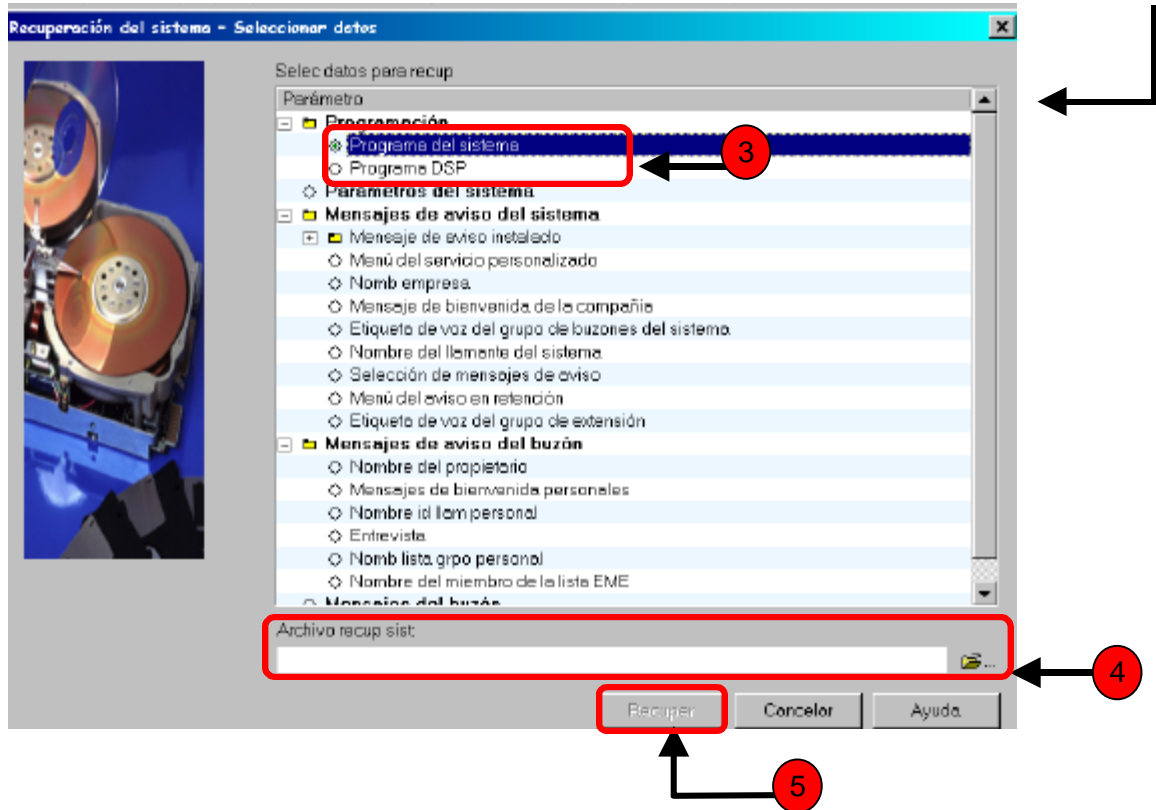 Recuperación del sistema - Seleccionar datos
Selec datos para recup
Parámetro
Programación
Programa del sistema
3
Programa DSP
Parámetros del sistema
Mensajes de aviso del sistema
Mensaje de aviso instalado
Menú del servicio personalizado
Nomb empresa
Mensaje de bienvenida de la compañía
Etiqueta de voz del grupo de buzones del sistema
Nombre del llamante del sistema
Selección de mensajes de aviso
Menú del aviso en retención
Etiqueta de voz del grupo de extensión
Mensajes de aviso del buzón
Nombre del propietario
Mensajes de bienvenida personales
Nombre id llam personal
Entrevista
Nomb lista grpo personal
Nombre del miembro de la lista EME
Mensajes del buzón
Archivo recup sist:
...
4
Recuper Cancelar Ayuda
5